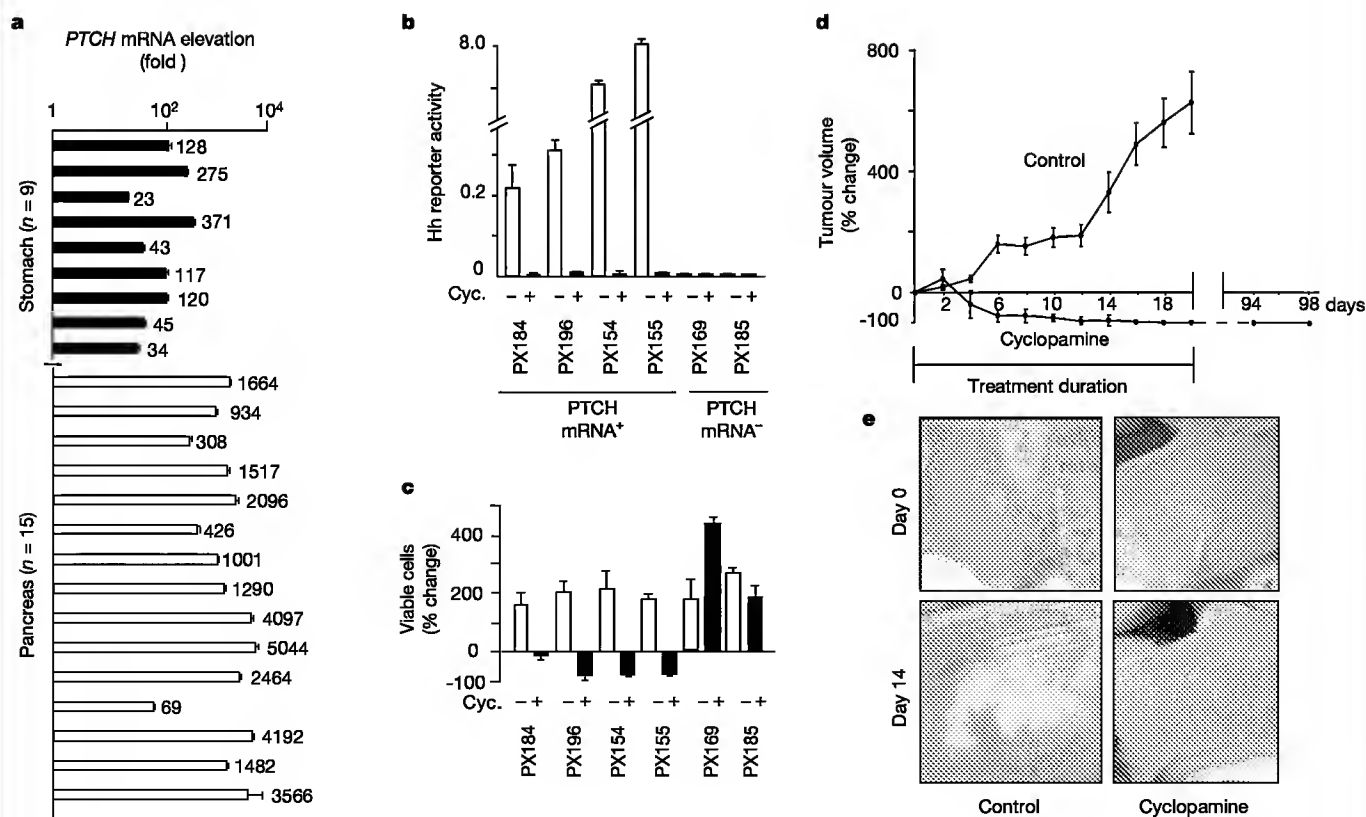 a
PTCH mRNA elevation
(fold )
1 10² 10⁴
Stomach (n = 9)
128
275
23
371
43
117
120
45
34
Pancreas (n = 15)
1664
934
308
1517
2096
426
1001
1290
4097
5044
2464
69
4192
1482
3566
b
Hh reporter activity
8.0
0.2
0
Cyc. – + – + – + – + – + – +
PX184 PX196 PX154 PX155 PX169 PX185
PTCH PTCH
mRNA⁺ mRNA⁻
c
Viable cells
(% change)
400
200
0
-100
Cyc. – + – + – + – + – + – +
PX184 PX196 PX154 PX155 PX169 PX185
d
Tumour volume
(% change)
800
400
0
-100
Control
2 6 10 14 18 94 98 days
Cyclopamine
Treatment duration
e
Day 0
Day 14
Control Cyclopamine